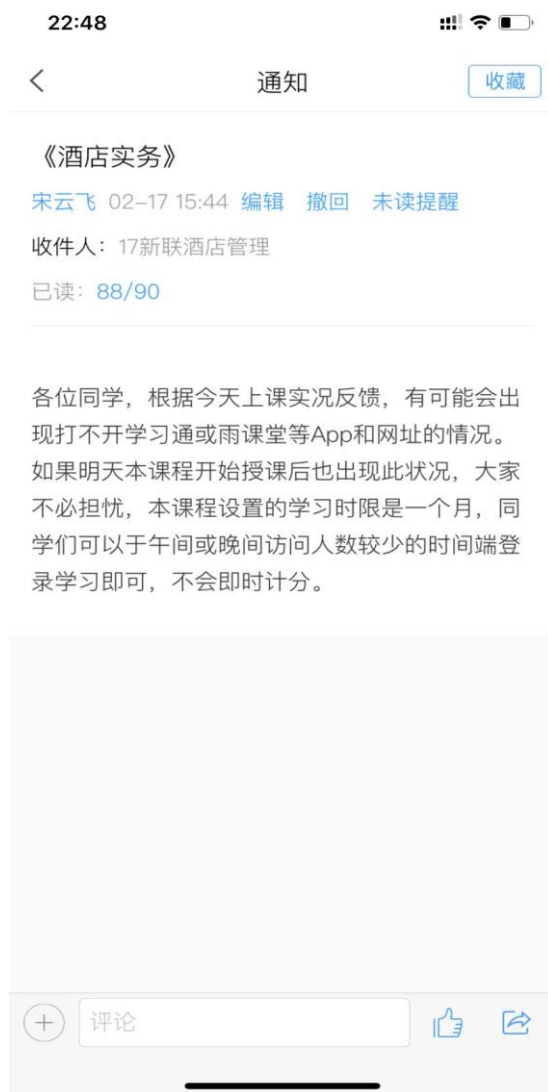 22:48
通知
收藏
《酒店实务》
宋云飞 02-17 15:44 编辑 撤回 未读提醒
收件人：17新联酒店管理
已读：88/90
各位同学，根据今天上课实况反馈，有可能会出
现打不开学习通或雨课堂等App和网址的情况。
如果明天本课程开始授课后也出现此状况，大家
不必担忧，本课程设置的学习时限是一个月，同
学们可以于午间或晚间访问人数较少的时间端登
录学习即可，不会即时计分。
评论